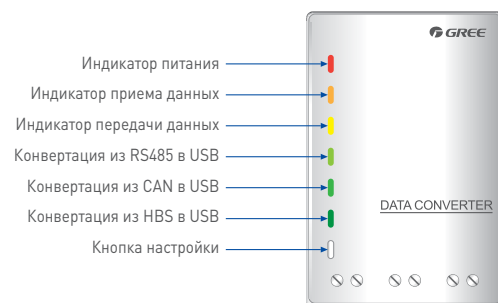 GREE
Индикатор питания
Индикатор приема данных
Индикатор передачи данных
Конвертация из RS485 в USB
Конвертация из CAN в USB
Конвертация из HBS в USB
Кнопка настройки
DATA CONVERTER